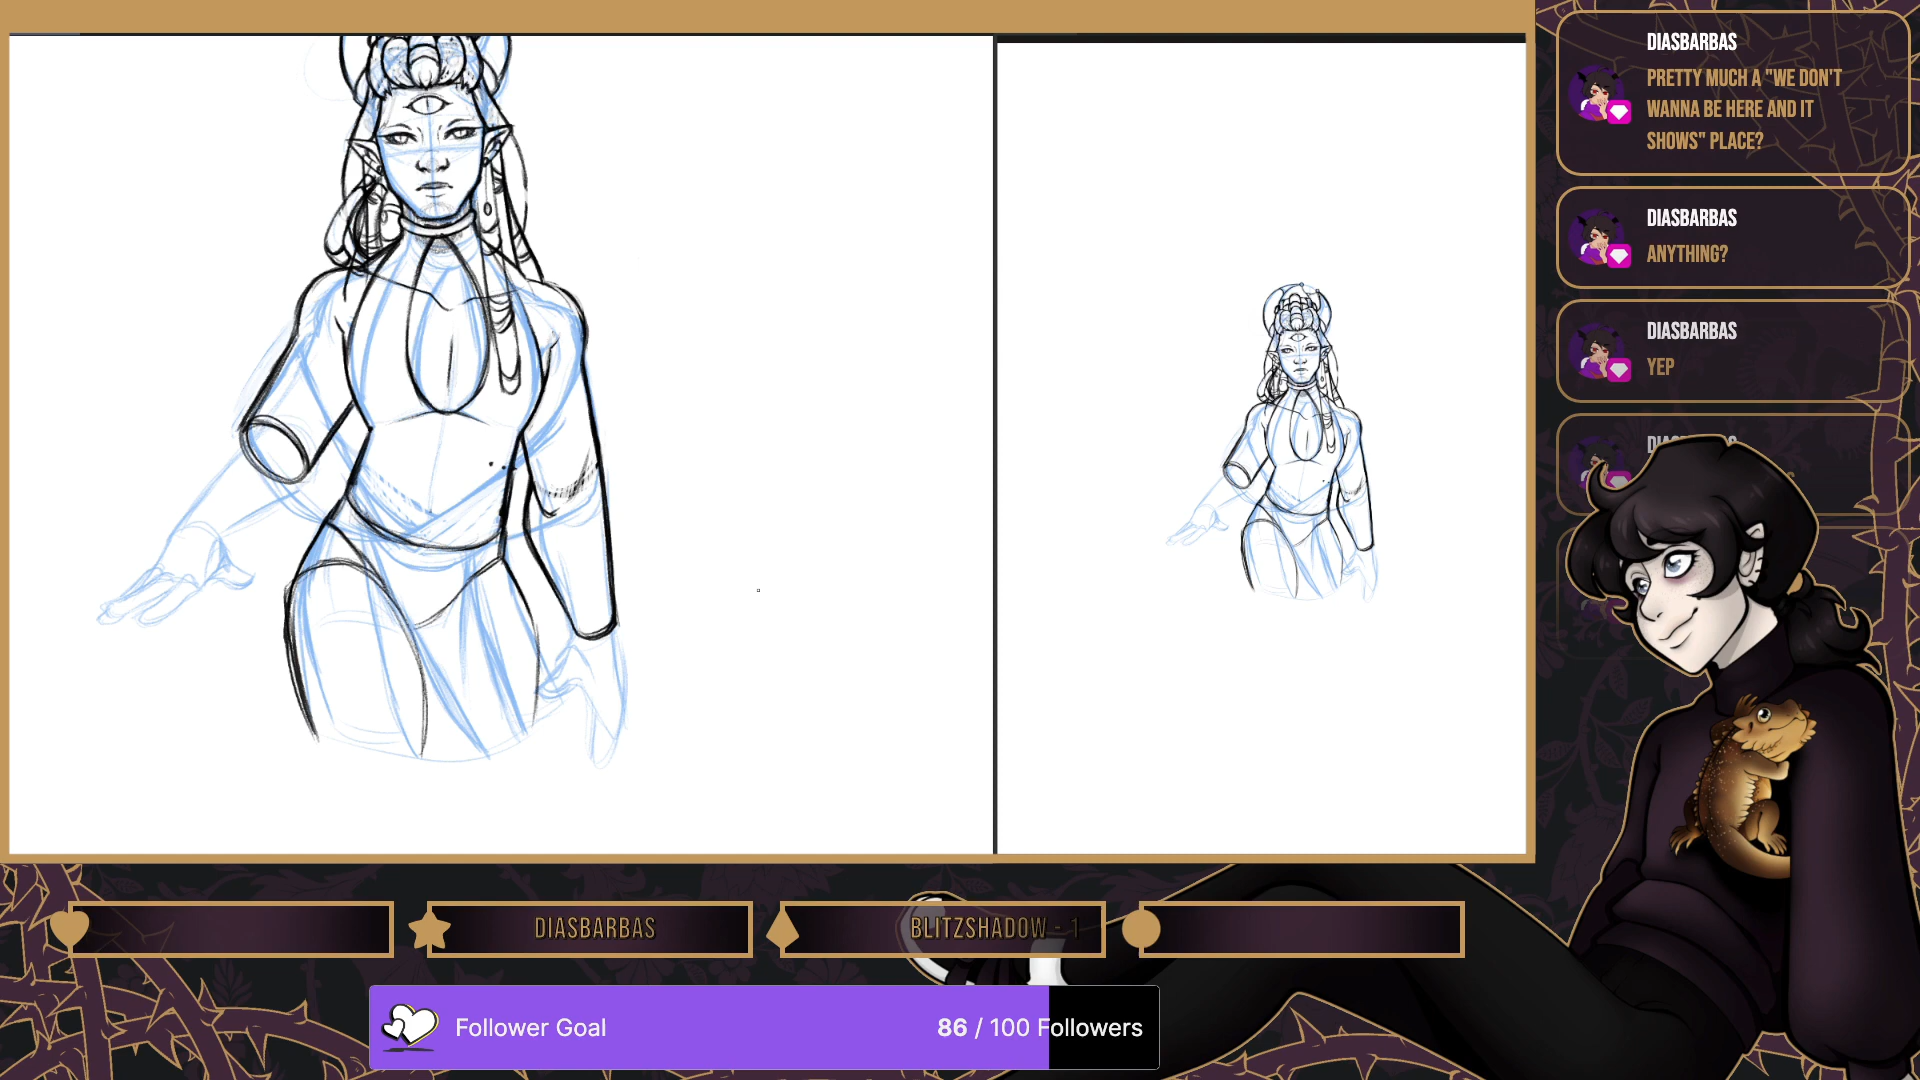 DIASBARBAS
PRETTY MUCH A "WE DON'T
WANNA BE HERE AND IT
SHOWS" PLACE?
DIASBARBAS
ANYTHING?
DIASBARBAS
YEP
DIASBARBAS
BLITZSHADOW - 1
Follower Goal
86 / 100 Followers